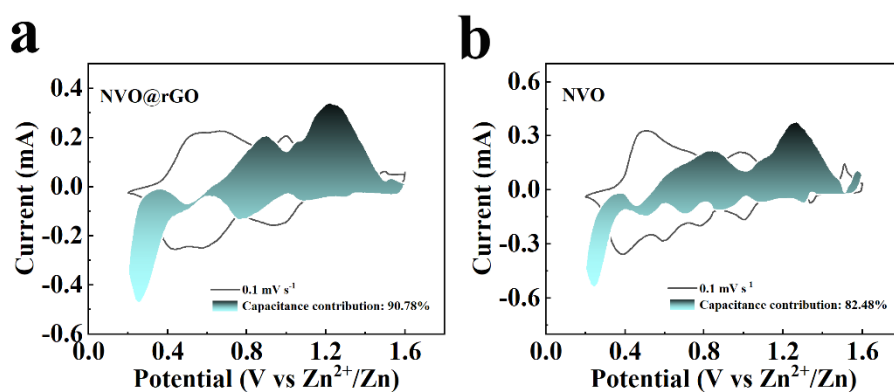 a
NVO@rGO
Current (mA)
0.4
0.2
0.0
-0.2
-0.4
-0.6
0.1 mV s⁻¹
Capacitance contribution: 90.78%
0.0 0.4 0.8 1.2 1.6
Potential (V vs Zn²⁺/Zn)
b
NVO
Current (mA)
0.6
0.3
0.0
-0.3
-0.6
0.1 mV s⁻¹
Capacitance contribution: 82.48%
0.0 0.4 0.8 1.2 1.6
Potential (V vs Zn²⁺/Zn)